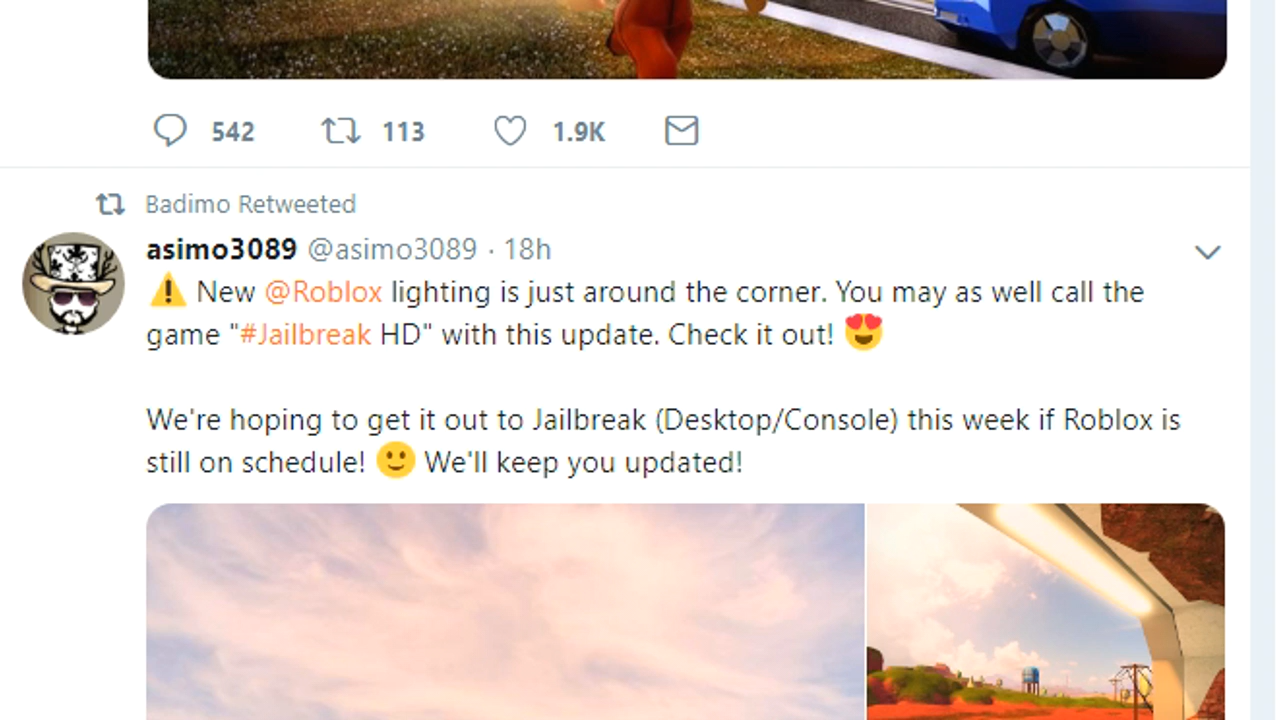 542 113 1.9K
Badimo Retweeted
asimo3089 @asimo3089 · 18h
⚠️ New @Roblox lighting is just around the corner. You may as well call the
game "#Jailbreak HD" with this update. Check it out! 😍
We're hoping to get it out to Jailbreak (Desktop/Console) this week if Roblox is
still on schedule! 🙂 We'll keep you updated!